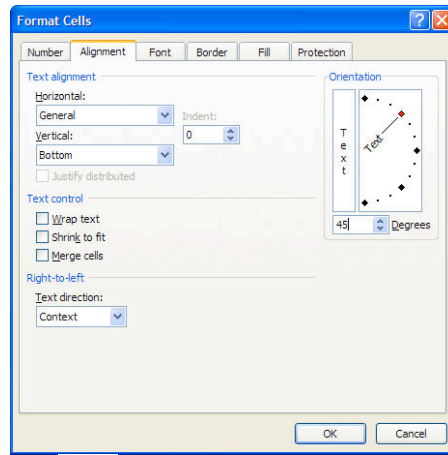 Format Cells
Number Alignment Font Border Fill Protection
Text alignment
Horizontal:
General
Indent:
0
Vertical:
Bottom
Justify distributed
Text control
Wrap text
Shrink to fit
Merge cells
Right-to-left
Text direction:
Context
Orientation
Text
Text
45 Degrees
OK Cancel